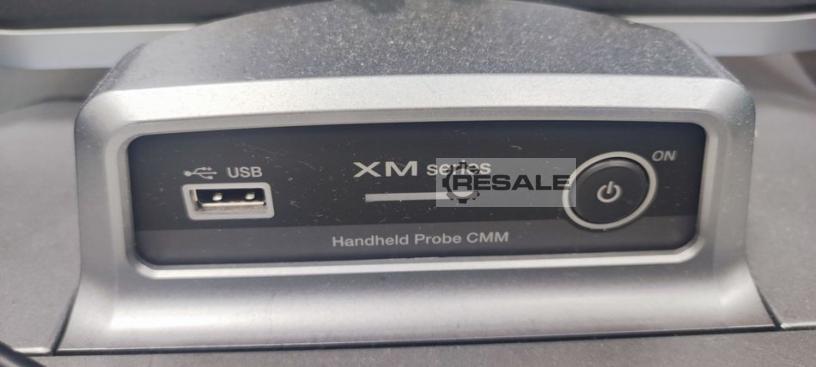 USB
XM series
ON
RESALE
Handheld Probe CMM